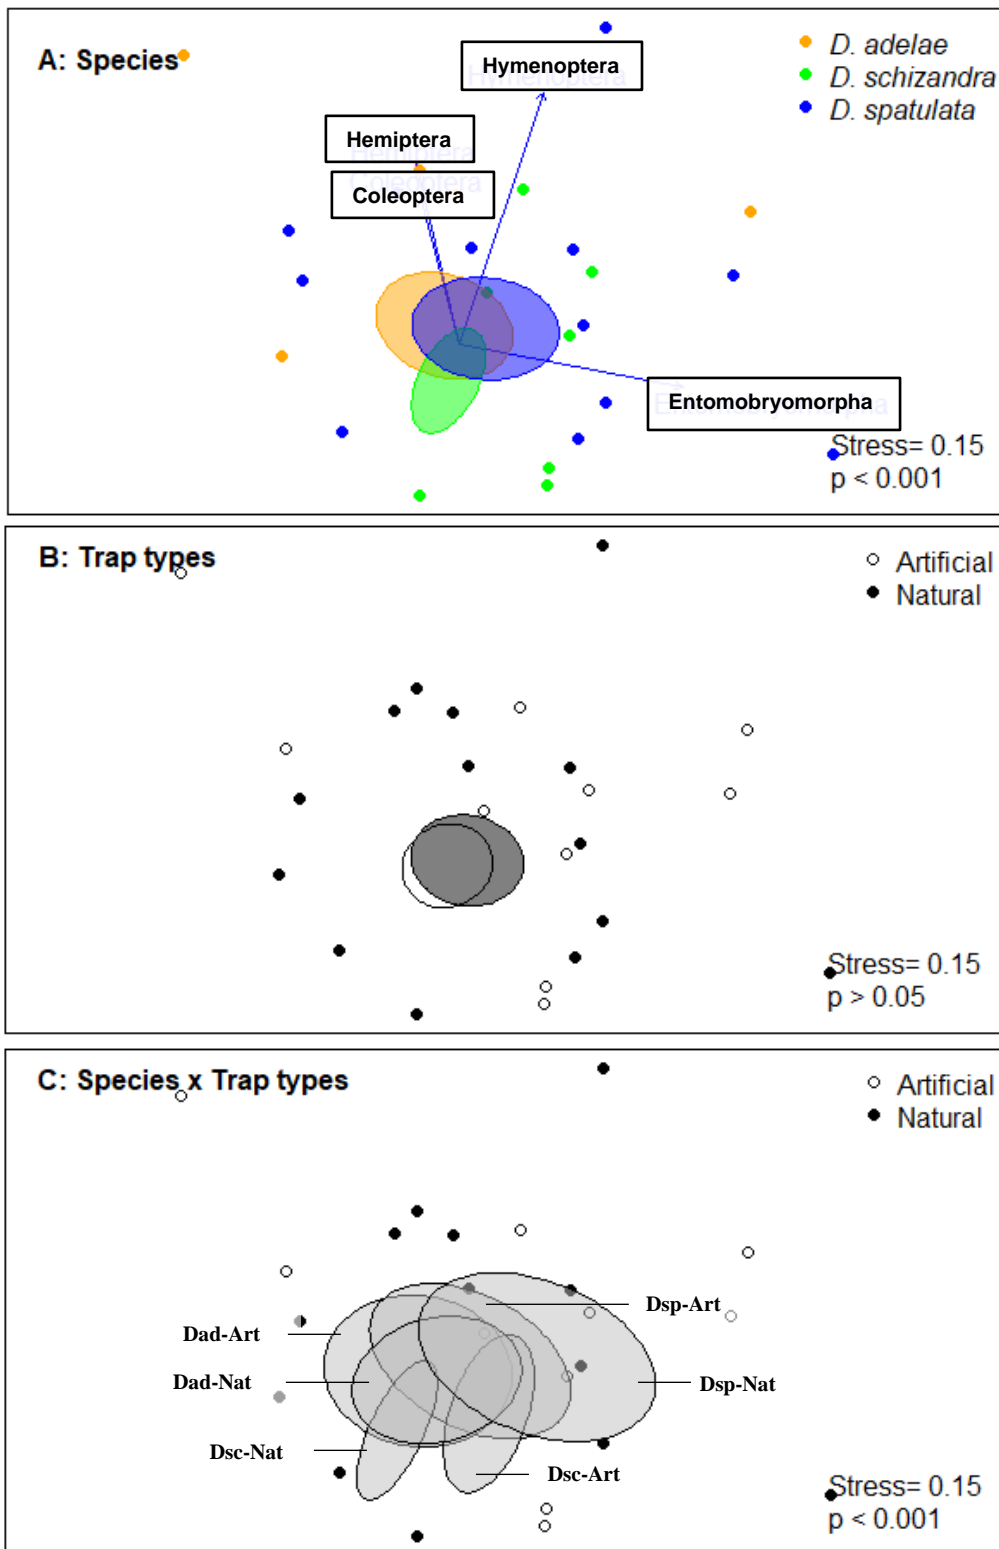 A: Species
D. adelae
D. schizandra
D. spatulata
Hymenoptera
Hemiptera
Coleoptera
Entomobryomorpha
Stress= 0.15
p < 0.001
B: Trap types
Artificial
Natural
Stress= 0.15
p > 0.05
C: Species x Trap types
Artificial
Natural
Dsp-Art
Dad-Art
Dad-Nat
Dsp-Nat
Dsc-Nat
Dsc-Art
Stress= 0.15
p < 0.001